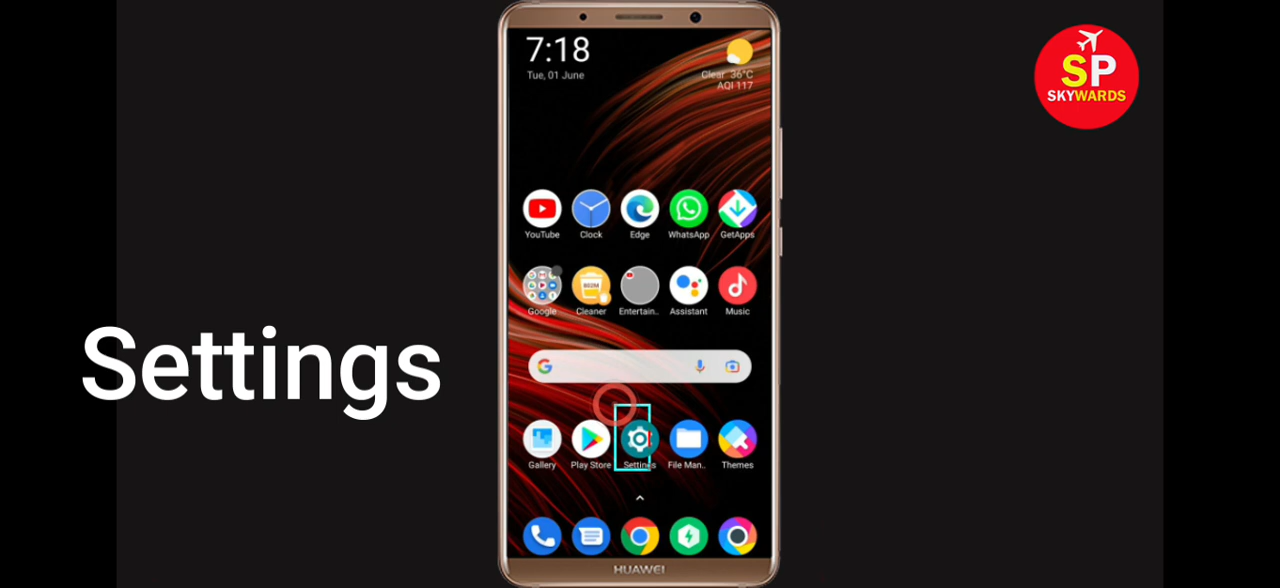 7:18
Tue, 01 June
Clear 36°C
AQI 117
SP
SKYWARDS
YouTube
Clock
Edge
WhatsApp
GetApps
Google
Cleaner
Entertain..
Assistant
Music
Settings
Gallery
Play Store
Settings
File Man..
Themes
HUAWEI